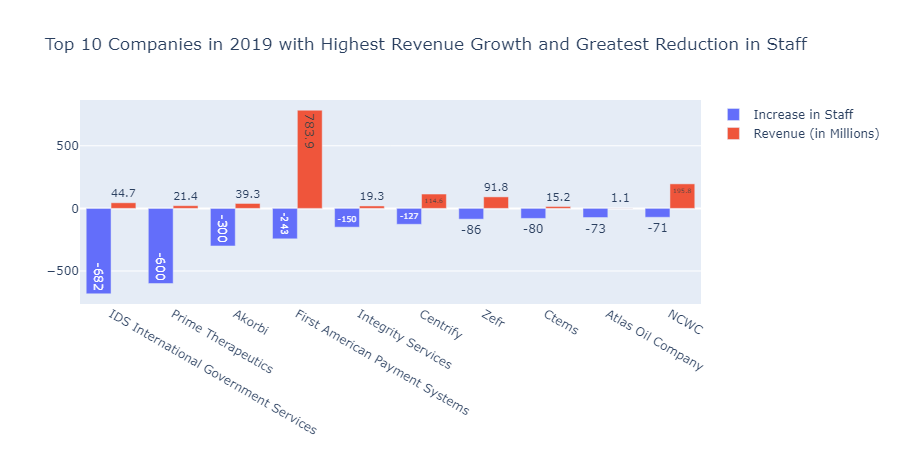 Top 10 Companies in 2019 with Highest Revenue Growth and Greatest Reduction in Staff
Increase in Staff
Revenue (in Millions)
500
0
−500
44.7
21.4
39.3
783.9
19.3
114.6
91.8
15.2
1.1
-682
-600
-300
-243
-150
-127
-86
-80
-73
-71
IDS International Government Services
Prime Therapeutics
Akorbi
First American Payment Systems
Integrity Services
Centrify
Zefr
Ctems
Atlas Oil Company
NCWC